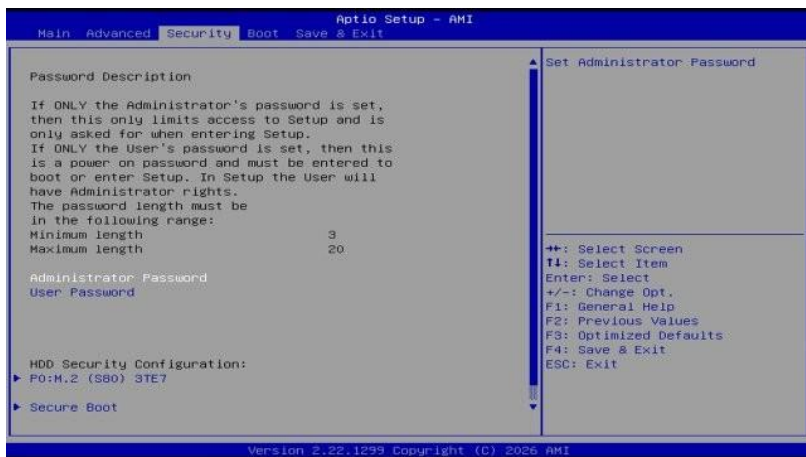 Aptio Setup - AMI
Main Advanced Security Boot Save & Exit
Password Description
If ONLY the Administrator's password is set,
then this only limits access to Setup and is
only asked for when entering Setup.
If ONLY the User's password is set, then this
is a power on password and must be entered to
boot or enter Setup. In Setup the User will
have Administrator rights.
The password length must be
in the following range:
Minimum length 3
Maximum length 20
Administrator Password
User Password
HDD Security Configuration:
P0:M.2 (S80) 3TE7
Secure Boot
Set Administrator Password
→←: Select Screen
↑↓: Select Item
Enter: Select
+/-: Change Opt.
F1: General Help
F2: Previous Values
F3: Optimized Defaults
F4: Save & Exit
ESC: Exit
Version 2.22.1299 Copyright (C) 2026 AMI